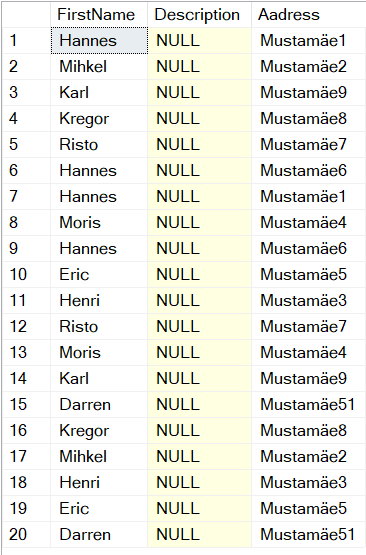 FirstName Description Aadress
1 Hannes NULL Mustamäe1
2 Mihkel NULL Mustamäe2
3 Karl NULL Mustamäe9
4 Kregor NULL Mustamäe8
5 Risto NULL Mustamäe7
6 Hannes NULL Mustamäe6
7 Hannes NULL Mustamäe1
8 Moris NULL Mustamäe4
9 Hannes NULL Mustamäe6
10 Eric NULL Mustamäe5
11 Henri NULL Mustamäe3
12 Risto NULL Mustamäe7
13 Moris NULL Mustamäe4
14 Karl NULL Mustamäe9
15 Darren NULL Mustamäe51
16 Kregor NULL Mustamäe8
17 Mihkel NULL Mustamäe2
18 Henri NULL Mustamäe3
19 Eric NULL Mustamäe5
20 Darren NULL Mustamäe51